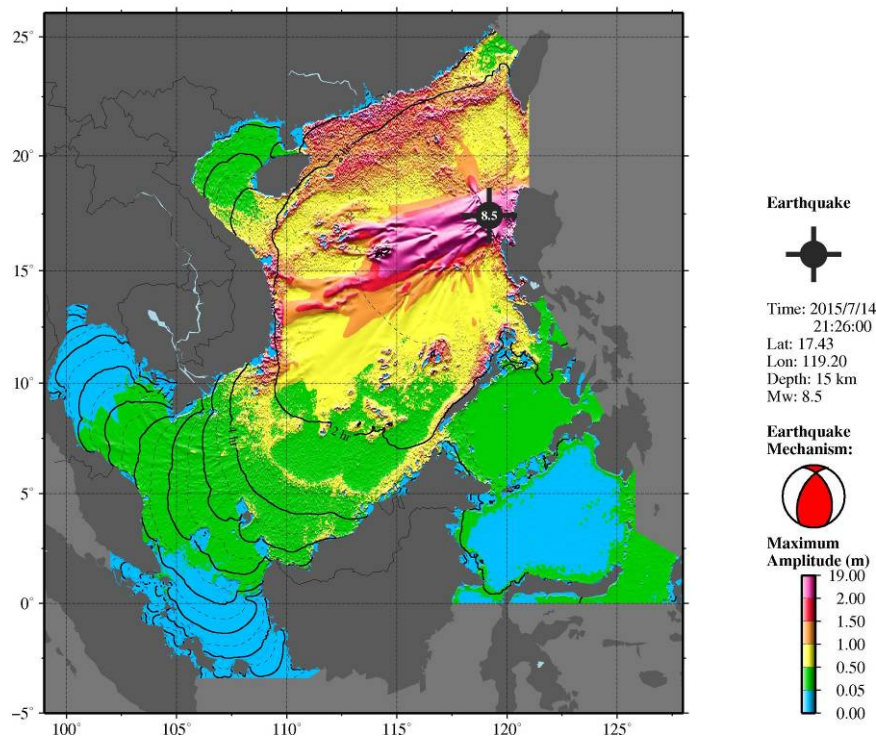 25°
20°
15°
10°
5°
0°
−5°
100°
105°
110°
115°
120°
125°
8.5
2 hr
Earthquake
Time: 2015/7/14
21:26:00
Lat: 17.43
Lon: 119.20
Depth: 15 km
Mw: 8.5
Earthquake
Mechanism:
Maximum
Amplitude (m)
19.00
2.00
1.50
1.00
0.50
0.05
0.00